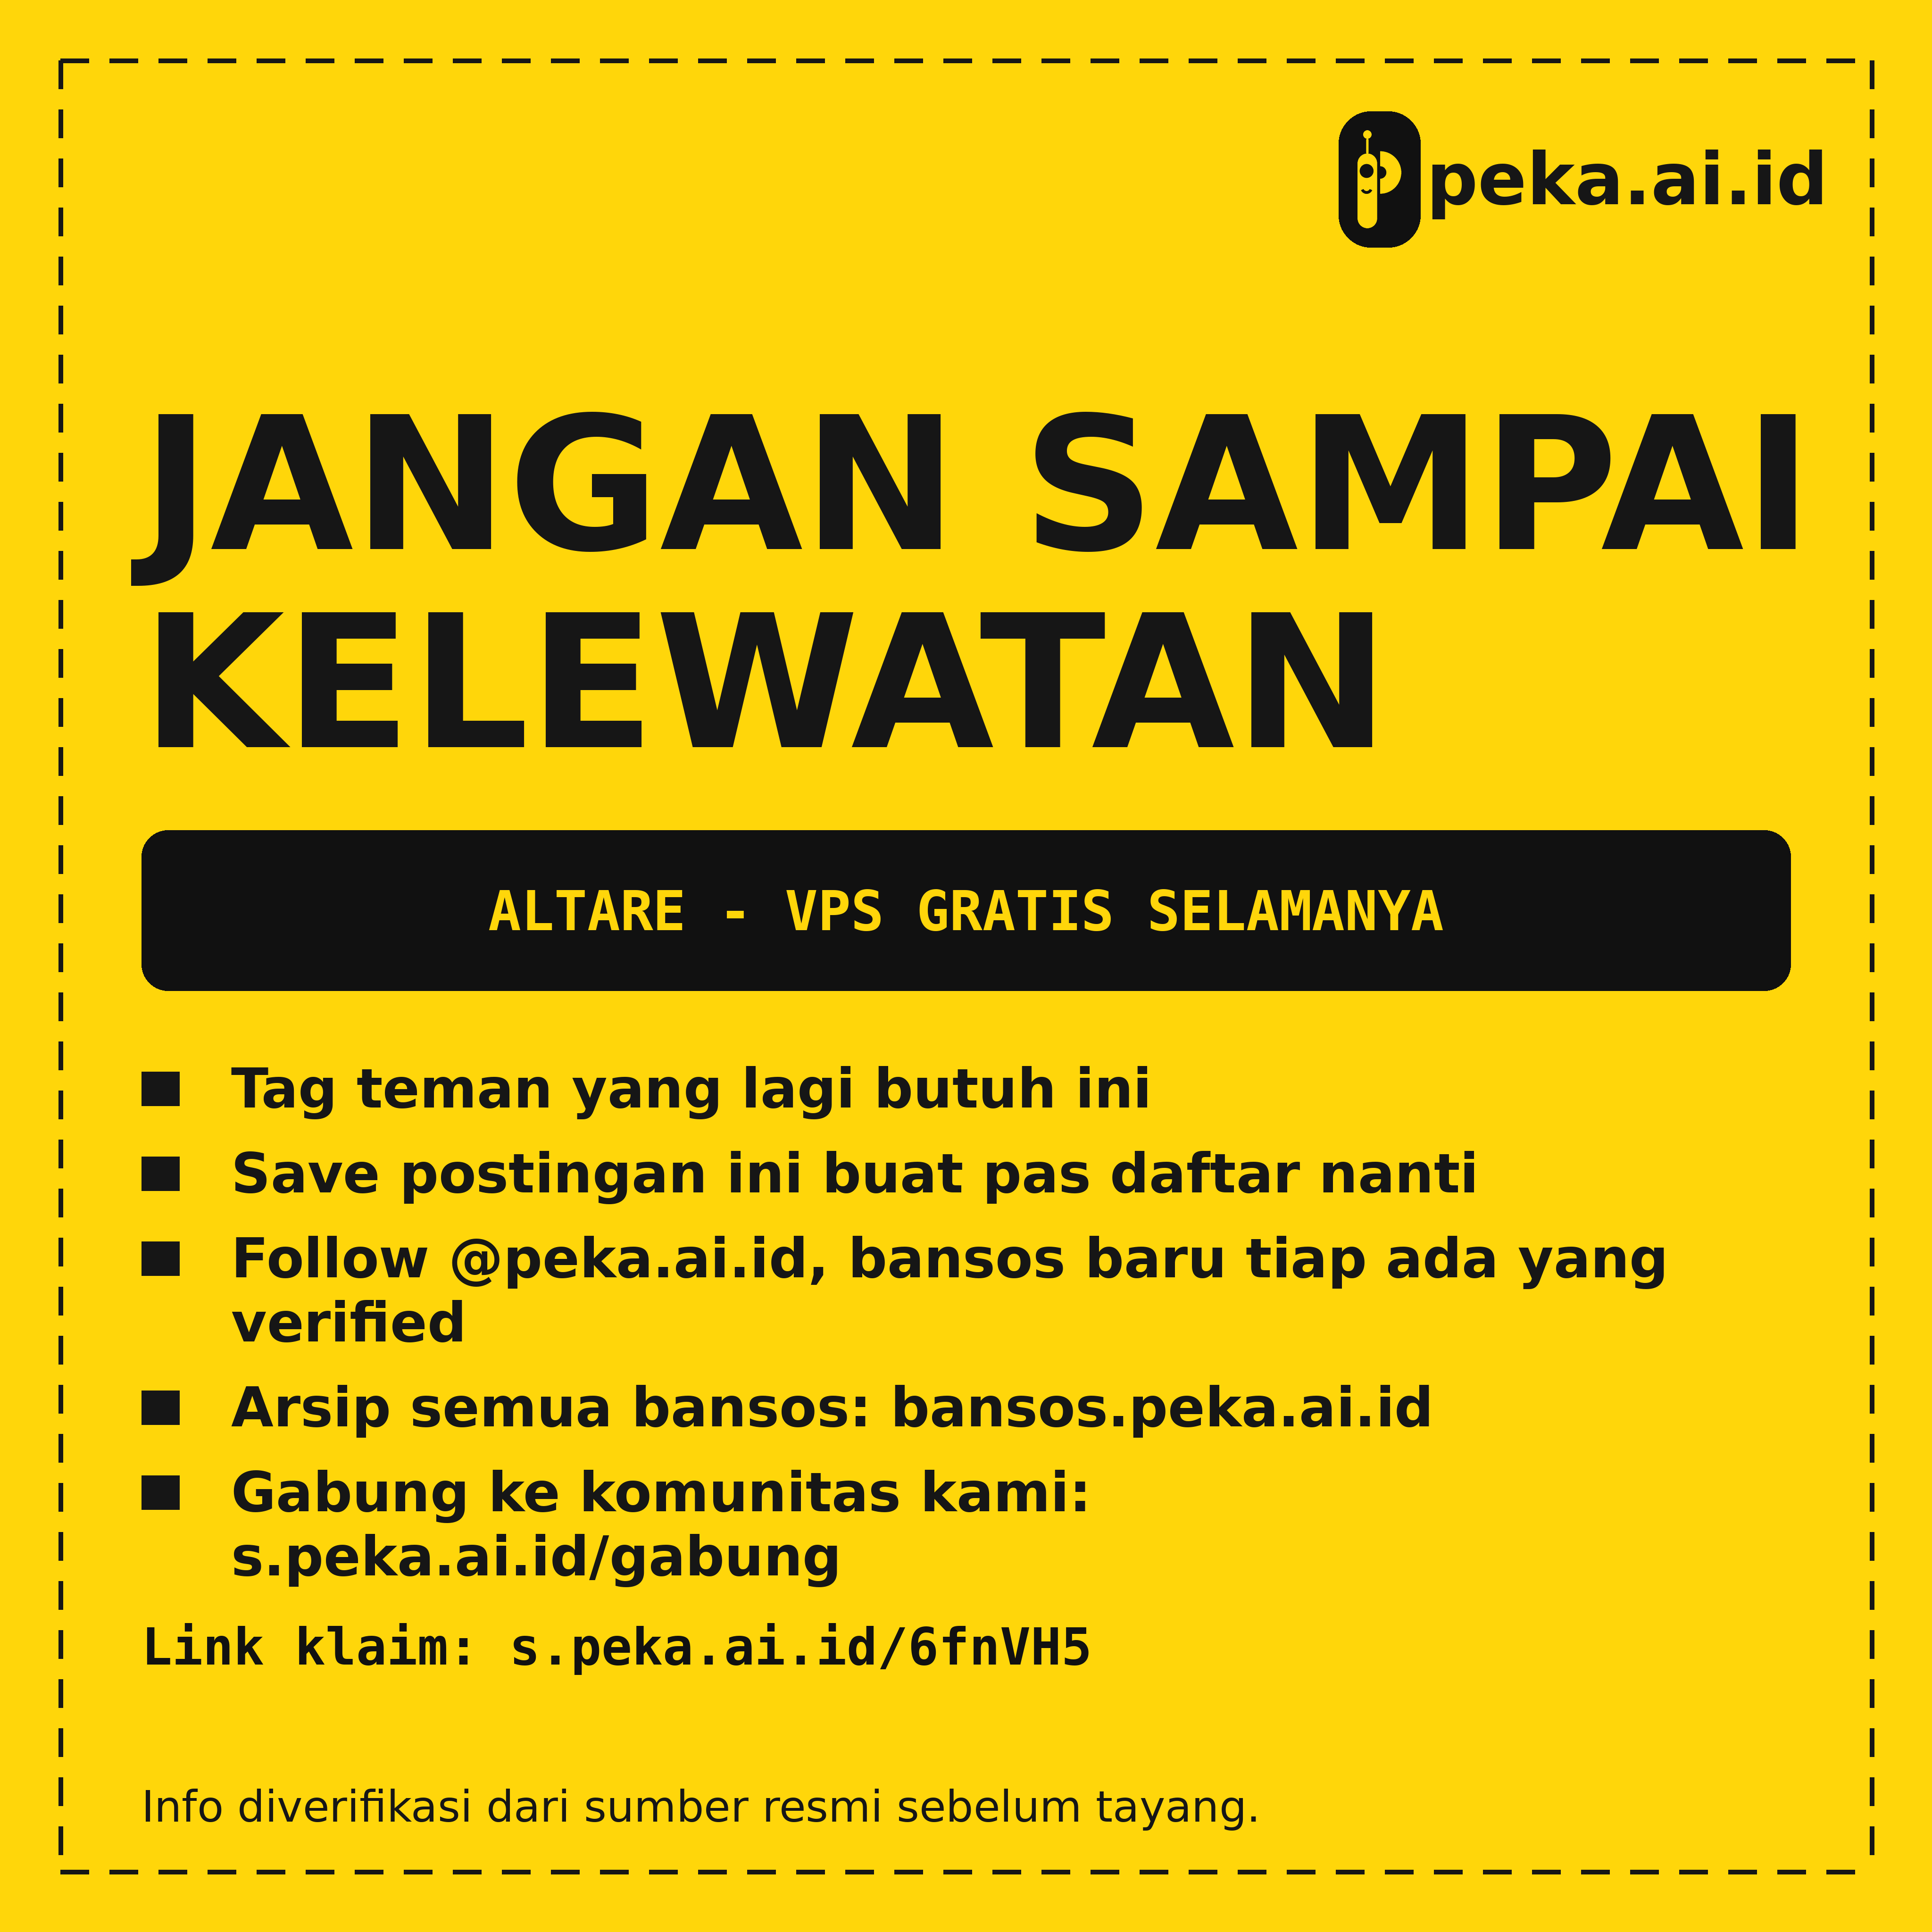 peka.ai.id
JANGAN SAMPAI
KELEWATAN
ALTARE - VPS GRATIS SELAMANYA
Tag teman yang lagi butuh ini
Save postingan ini buat pas daftar nanti
Follow @peka.ai.id, bansos baru tiap ada yang
verified
Arsip semua bansos: bansos.peka.ai.id
Gabung ke komunitas kami:
s.peka.ai.id/gabung
Link klaim: s.peka.ai.id/6fnVH5
Info diverifikasi dari sumber resmi sebelum tayang.